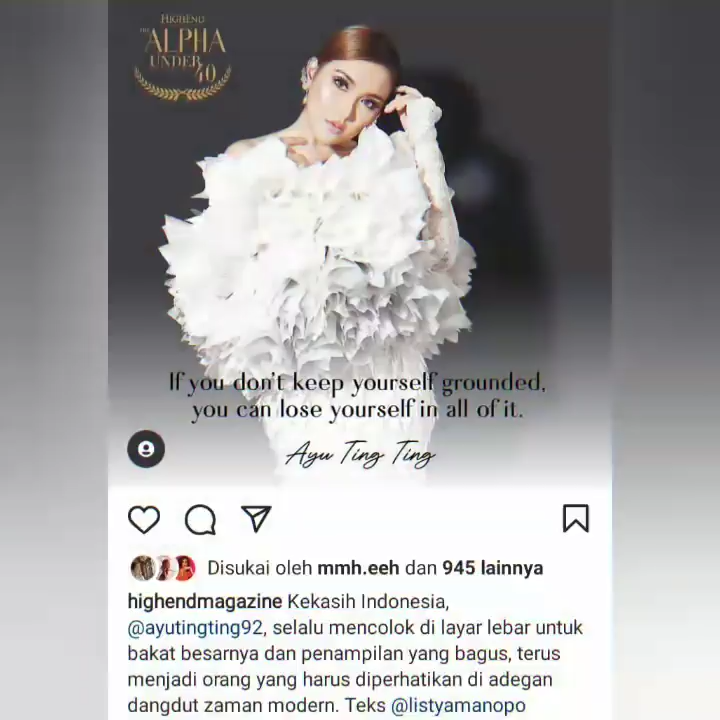 HIGHEND
THE ALPHA
UNDER
40
If you don't keep yourself grounded,
you can lose yourself in all of it.
Ayu Ting Ting
Disukai oleh mmh.eeh dan 945 lainnya
highendmagazine Kekasih Indonesia,
@ayutingting92, selalu mencolok di layar lebar untuk
bakat besarnya dan penampilan yang bagus, terus
menjadi orang yang harus diperhatikan di adegan
dangdut zaman modern. Teks @listyamanopo